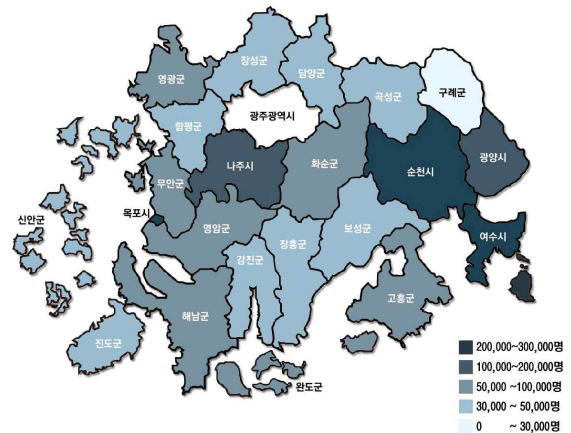 장성군
담양군
영광군
곡성군
구례군
광주광역시
함평군
나주시
화순군
순천시
광양시
무안군
목포시
신안군
영암군
보성군
여수시
강진군
장흥군
고흥군
해남군
진도군
완도군
200,000~300,000명
100,000~200,000명
50,000 ~100,000명
30,000 ~ 50,000명
0 ~ 30,000명